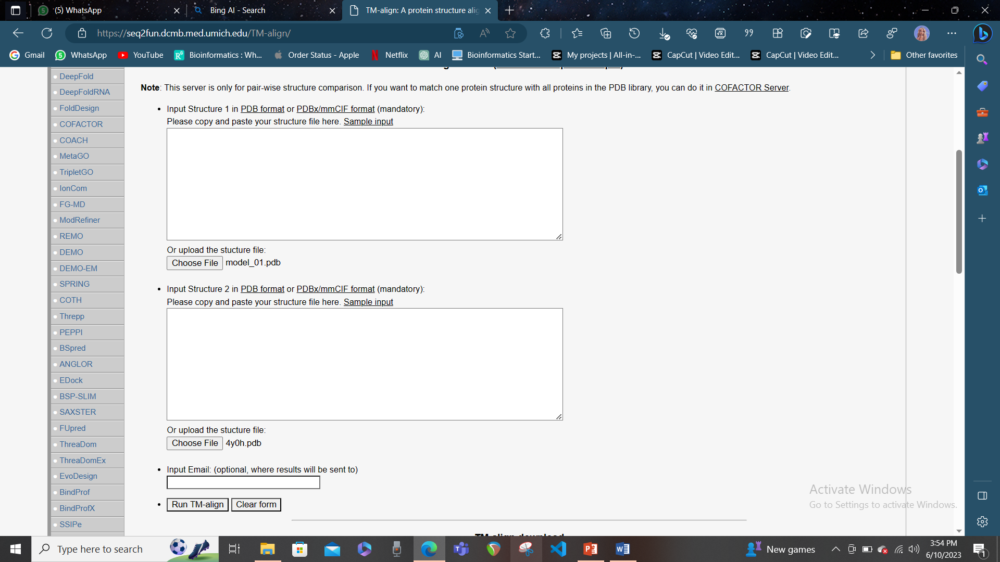 (5) WhatsApp
Bing AI - Search
TM-align: A protein structure alig
https://seq2fun.dcmb.med.umich.edu/TM-align/
Gmail
WhatsApp
YouTube
Bioinformatics : Wh...
Order Status - Apple
Netflix
AI
Bioinformatics Start...
My projects | All-in-...
CapCut | Video Edit...
CapCut | Video Edit...
Other favorites
DeepFold
DeepFoldRNA
FoldDesign
COFACTOR
COACH
MetaGO
TripletGO
IonCom
FG-MD
ModRefiner
REMO
DEMO
DEMO-EM
SPRING
COTH
Threpp
PEPPI
BSpred
ANGLOR
EDock
BSP-SLIM
SAXSTER
FUpred
ThreaDom
ThreaDomEx
EvoDesign
BindProf
BindProfX
SSIPe
Note: This server is only for pair-wise structure comparison. If you want to match one protein structure with all proteins in the PDB library, you can do it in COFACTOR Server.
Input Structure 1 in PDB format or PDBx/mmCIF format (mandatory):
Please copy and paste your structure file here. Sample input
Or upload the stucture file:
Choose File model_01.pdb
Input Structure 2 in PDB format or PDBx/mmCIF format (mandatory):
Please copy and paste your structure file here. Sample input
Or upload the stucture file:
Choose File 4y0h.pdb
Input Email: (optional, where results will be sent to)
Run TM-align Clear form
TM-align download
Activate Windows
Go to Settings to activate Windows.
Type here to search
New games
3:54 PM
6/10/2023
1